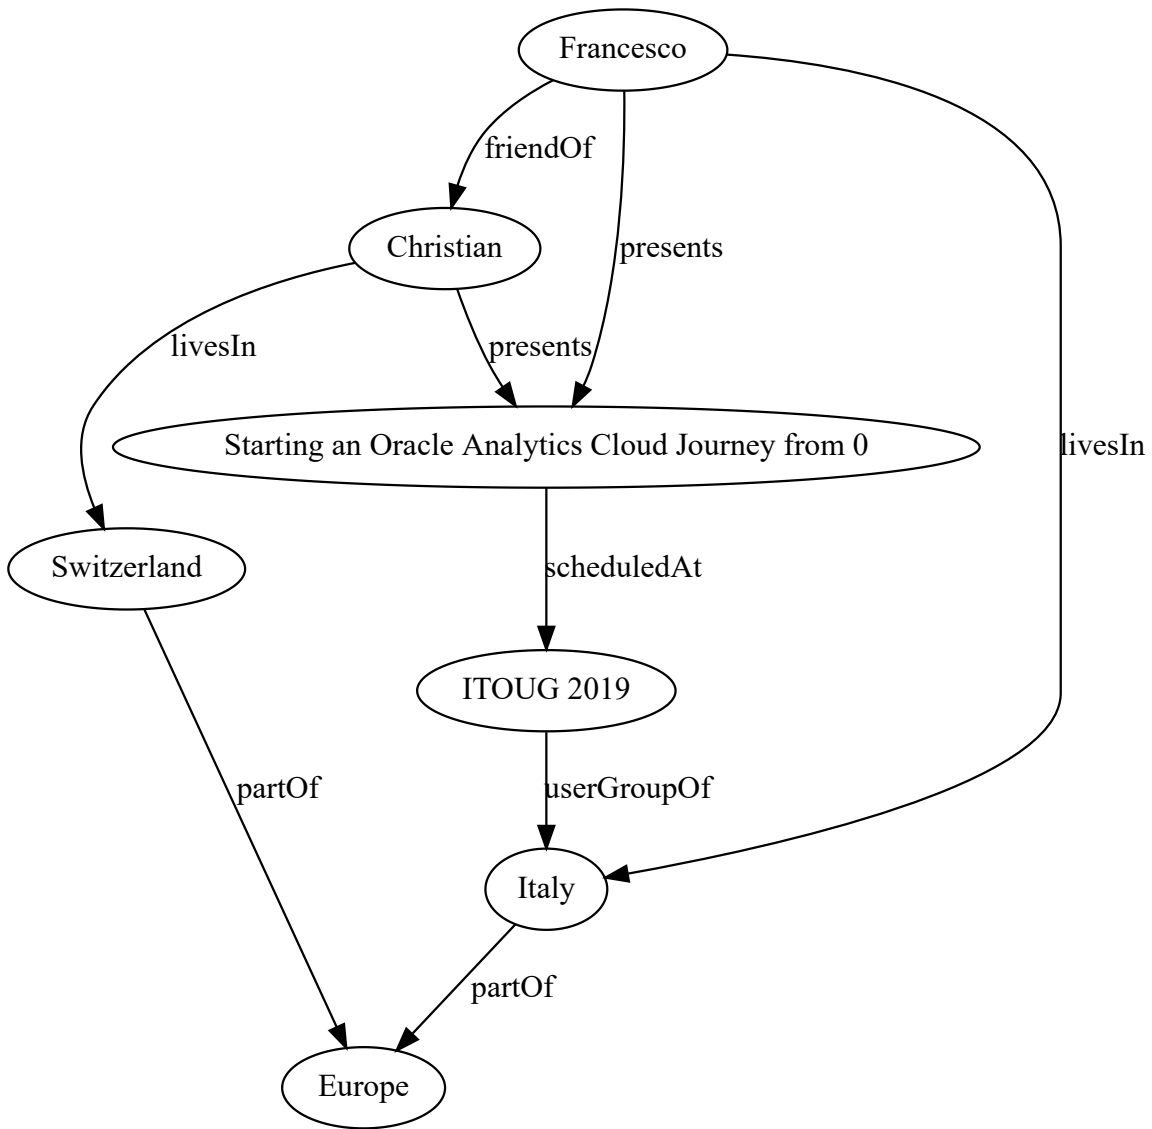 Francesco
friendOf
Christian
presents
livesIn
presents
Starting an Oracle Analytics Cloud Journey from 0
livesIn
Switzerland
scheduledAt
ITOUG 2019
partOf
userGroupOf
Italy
partOf
Europe